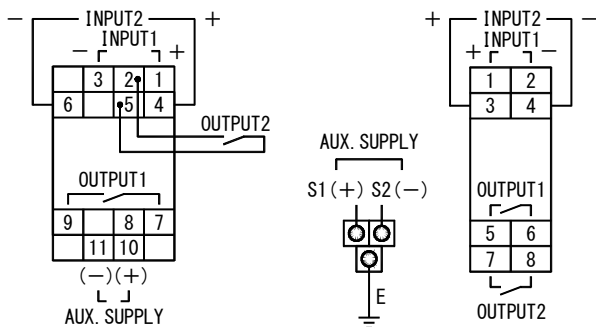 − INPUT2 +
− INPUT1 +
3 2 1
6 5 4
OUTPUT2
OUTPUT1
9 8 7
11 10
(−)(+)
AUX. SUPPLY
AUX. SUPPLY
S1(+) S2(−)
E
+ INPUT2 −
+ INPUT1 −
1 2
3 4
OUTPUT1
5 6
7 8
OUTPUT2